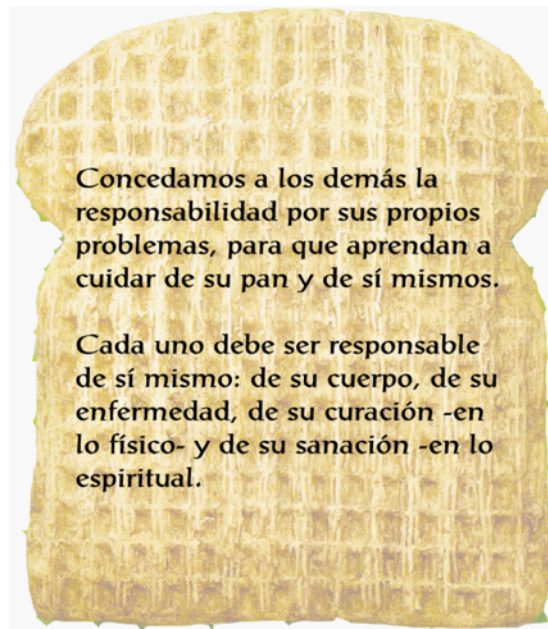 Concedamos a los demás la
responsabilidad por sus propios
problemas, para que aprendan a
cuidar de su pan y de sí mismos.
Cada uno debe ser responsable
de sí mismo: de su cuerpo, de su
enfermedad, de su curación -en
lo físico- y de su sanación -en lo
espiritual.